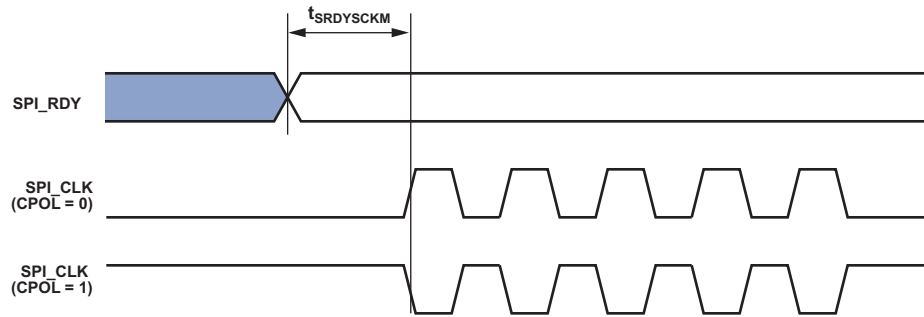 tSRDYSCKM
SPI_RDY
SPI_CLK
(CPOL = 0)
SPI_CLK
(CPOL = 1)